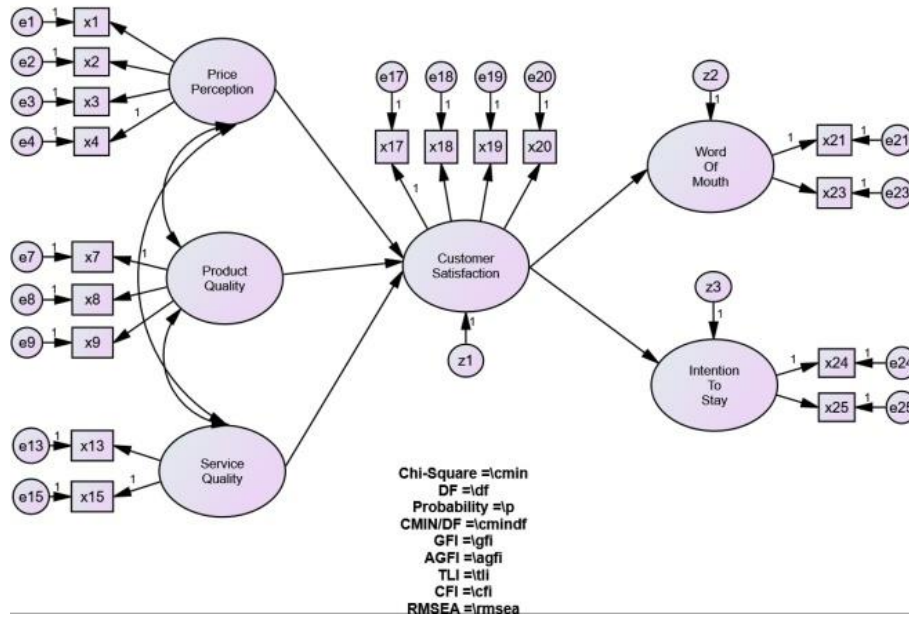 e1 1 x1
e2 1 x2
e3 1 x3
e4 1 x4 1
Price
Perception
e7 1 x7 1
e8 1 x8
e9 1 x9
Product
Quality
e13 1 x13
e15 1 x15 1
Service
Quality
e17 e18 e19 e20
1 1 1 1
x17 x18 x19 x20
1
Customer
Satisfaction
1
z1
z2
1
Word
Of
Mouth
1 x21 1 e21
x23 1 e23
z3
1
Intention
To
Stay
1 x24 1 e24
x25 1 e25
Chi-Square =\cmin
DF =\df
Probability =\p
CMIN/DF =\cmindf
GFI =\gfi
AGFI =\agfi
TLI =\tli
CFI =\cfi
RMSEA =\rmsea